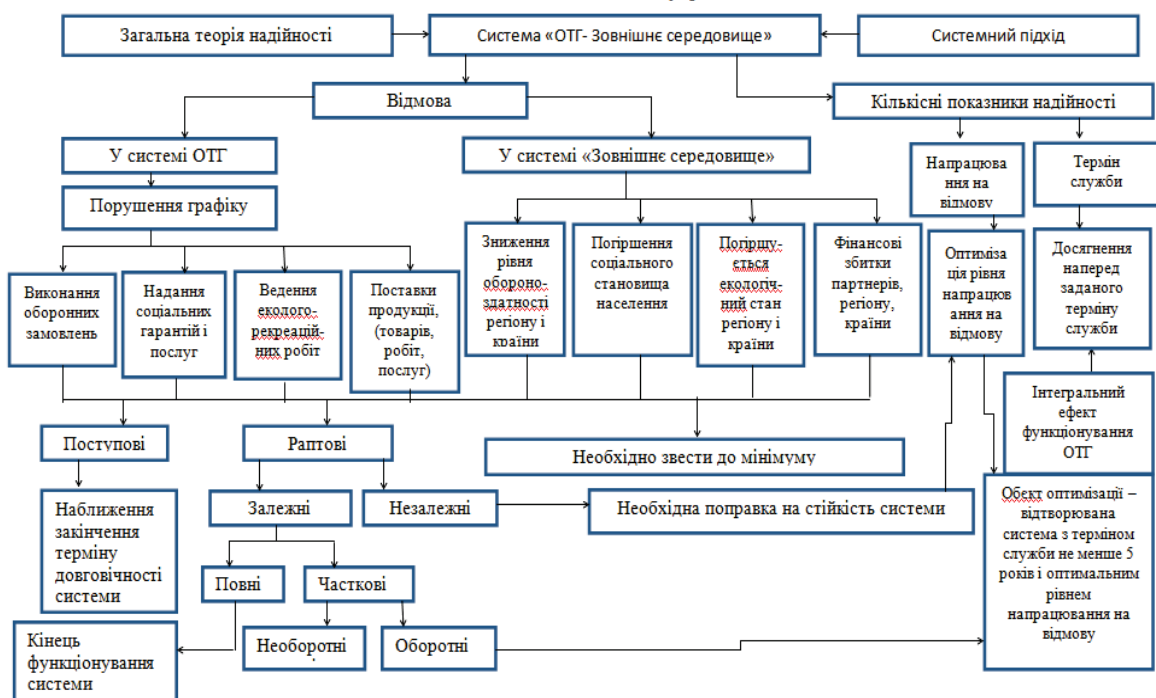 Загальна теорія надійності
Система «ОТГ- Зовнішнє середовище»
Системний підхід
Відмова
Кількісні показники надійності
У системі ОТГ
У системі «Зовнішнє середовище»
Напрацюва
ння на
відмову
Термін
служби
Порушення графіку
Виконання
оборонних
замовлень
Надання
соціальних
гарантій і
послуг
Ведення
еколого-
рекреацій-
них робіт
Поставки
продукції,
(товарів,
робіт,
послуг)
Зниження
рівня
обороно-
здатності
регіону і
країни
Погіршення
соціального
становища
населення
Погіршу-
ється
екологіч-
ний стан
регіону і
країни
Фінансові
збитки
партнерів,
регіону,
країни
Оптиміза
ція рівня
напрацюв
ання на
відмову
Досягнення
наперед
заданого
терміну
служби
Інтегральний
ефект
функціонування
ОТГ
Поступові
Раптові
Необхідно звести до мінімуму
Наближення
закінчення
терміну
довговічності
системи
Залежні
Незалежні
Необхідна поправка на стійкість системи
Обєкт оптимізації –
відтворювана
система з терміном
служби не менше 5
років і оптимальним
рівнем
напрацювання на
відмову
Повні
Часткові
Кінець
функціонування
системи
Необоротні
Оборотні